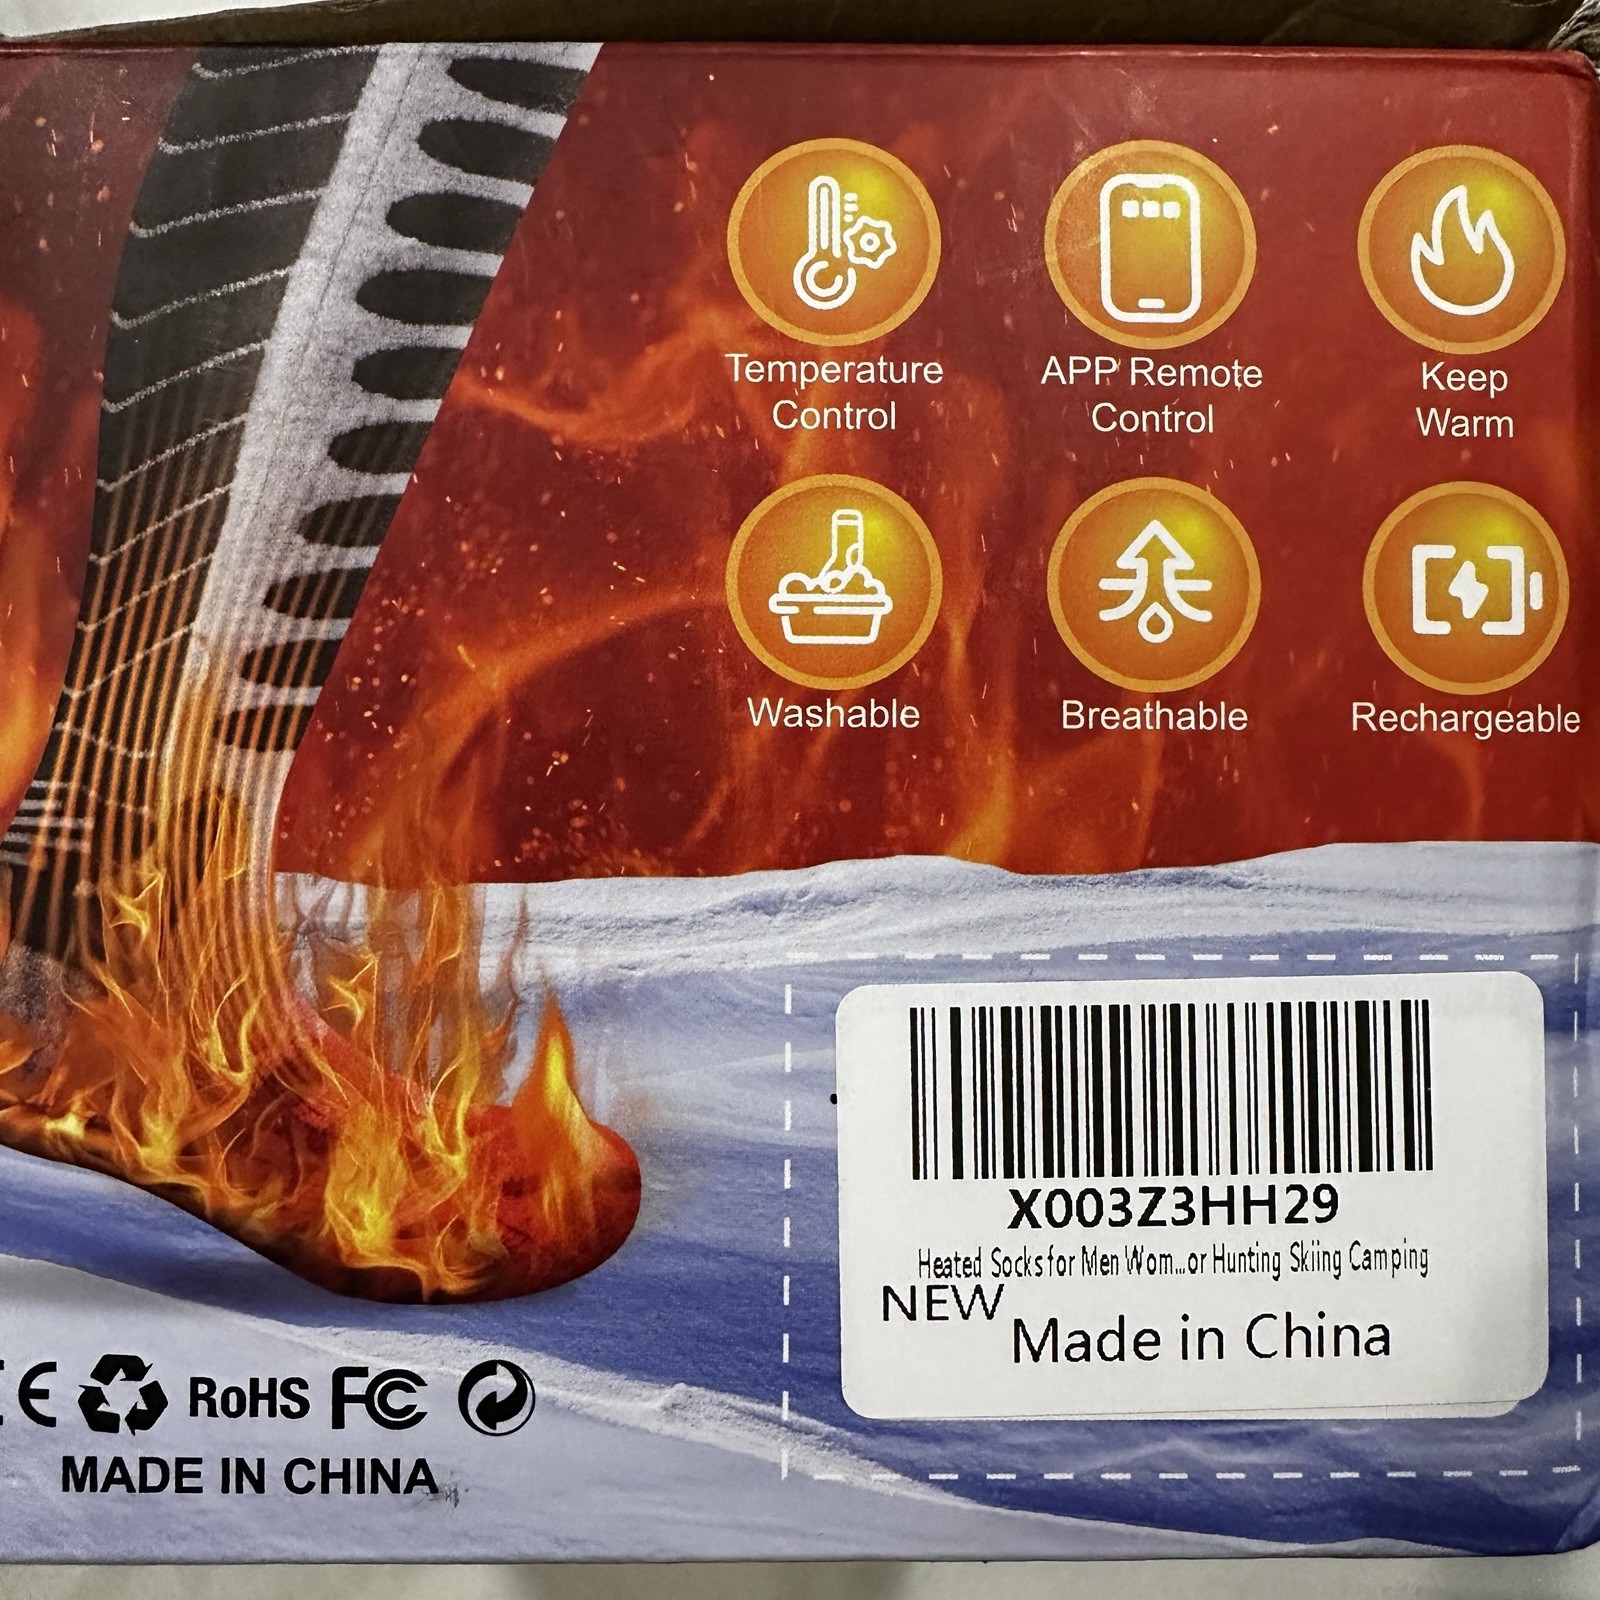 Temperature
Control
APP Remote
Control
Keep
Warm
Washable
Breathable
Rechargeable
X003Z3HH29
Heated Socks for Men Wom...or Hunting Skiing Camping
NEW
Made in China
CE RoHS FC
MADE IN CHINA